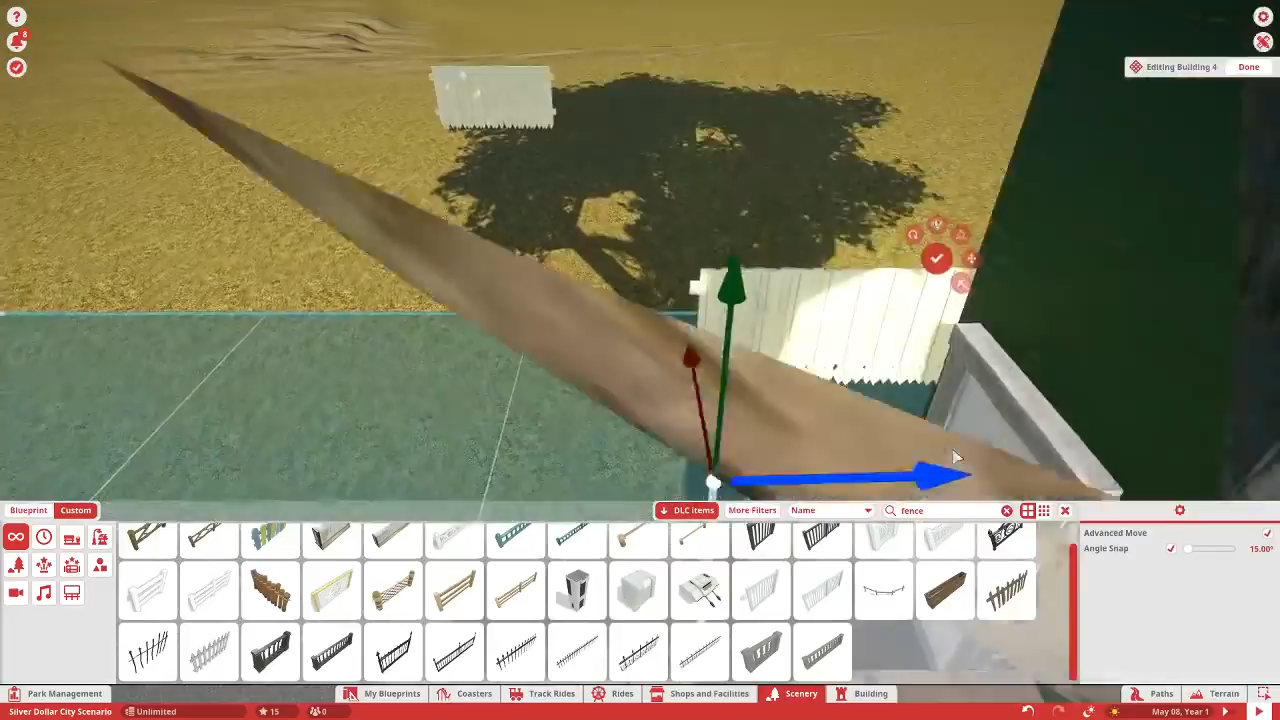 ?
8
Editing Building 4 Done
Blueprint Custom DLC items More Filters Name fence
Advanced Move
Angle Snap 15.00°
Park Management My Blueprints Coasters Track Rides Rides Shops and Facilities Scenery Building Paths Terrain
Silver Dollar City Scenario Unlimited 15 0 May 08, Year 1